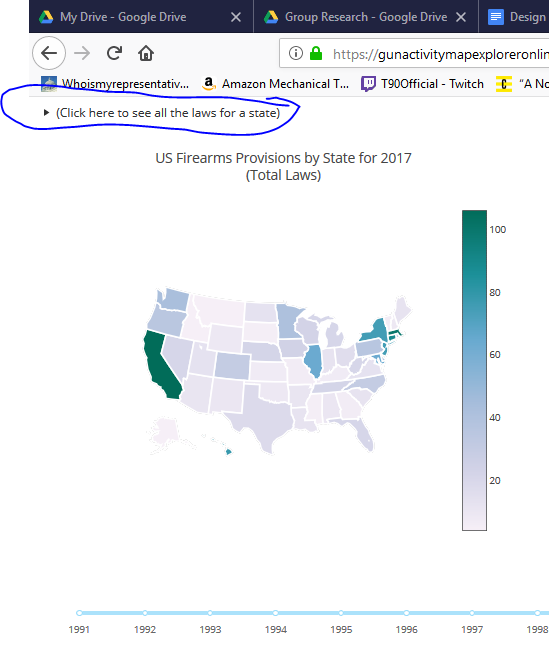 My Drive - Google Drive
Group Research - Google Drive
Design
https://gunactivitymapexploreronlin
Whoismyrepresentativ...
Amazon Mechanical T...
T90Official - Twitch
"A No
(Click here to see all the laws for a state)
US Firearms Provisions by State for 2017
(Total Laws)
100
80
60
40
20
1991 1992 1993 1994 1995 1996 1997 1998